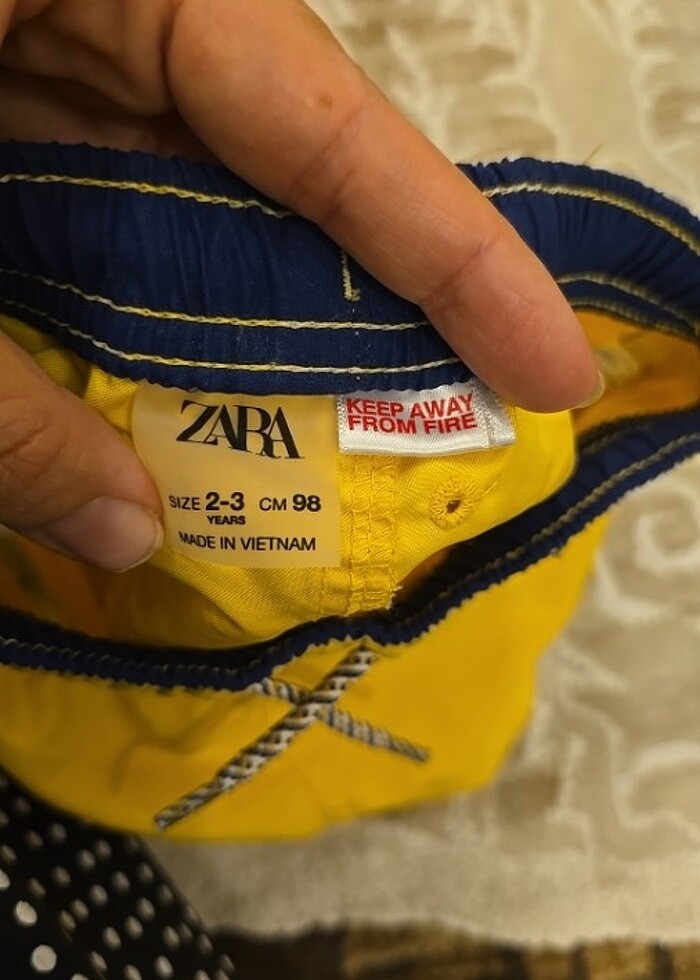 ZARA
SIZE 2-3 CM 98
YEARS
MADE IN VIETNAM
KEEP AWAY
FROM FIRE